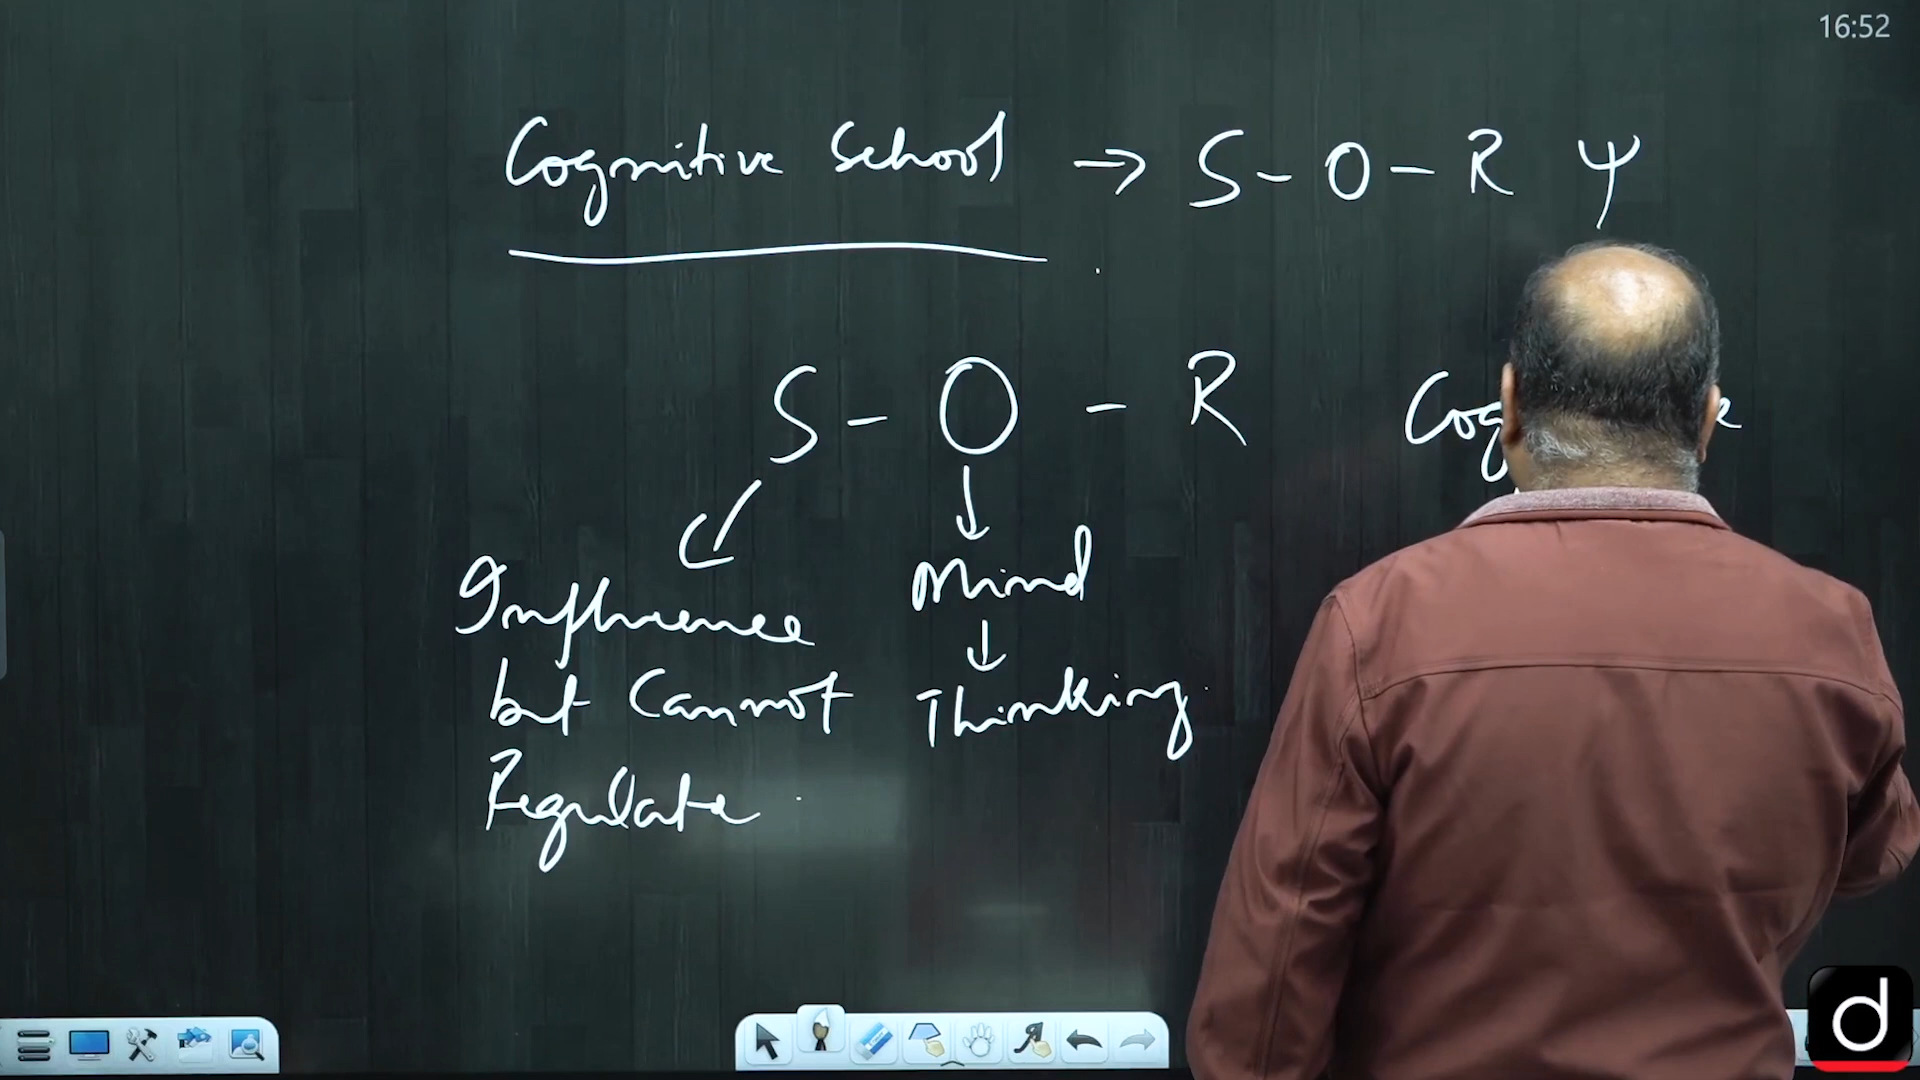 16:52
Cognitive School → S - O - R Ψ
S - O - R
Influence
but Cannot
Regulate
Mind
Thinking
d